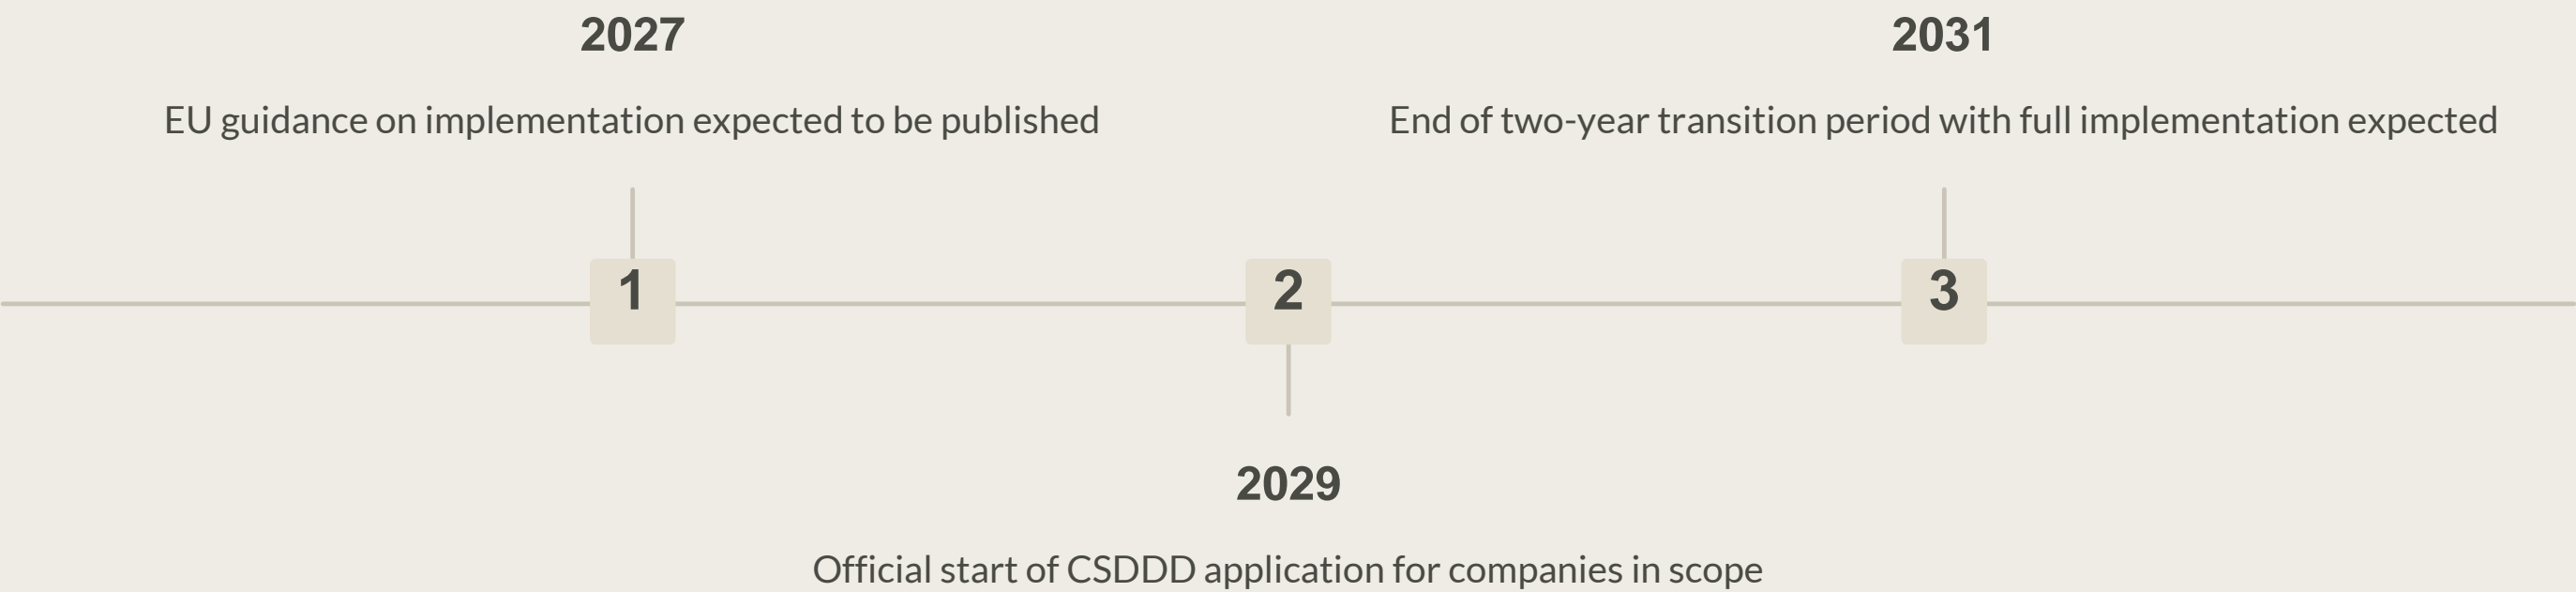 2027
EU guidance on implementation expected to be published
2031
End of two-year transition period with full implementation expected
1
2
3
2029
Official start of CSDDD application for companies in scope